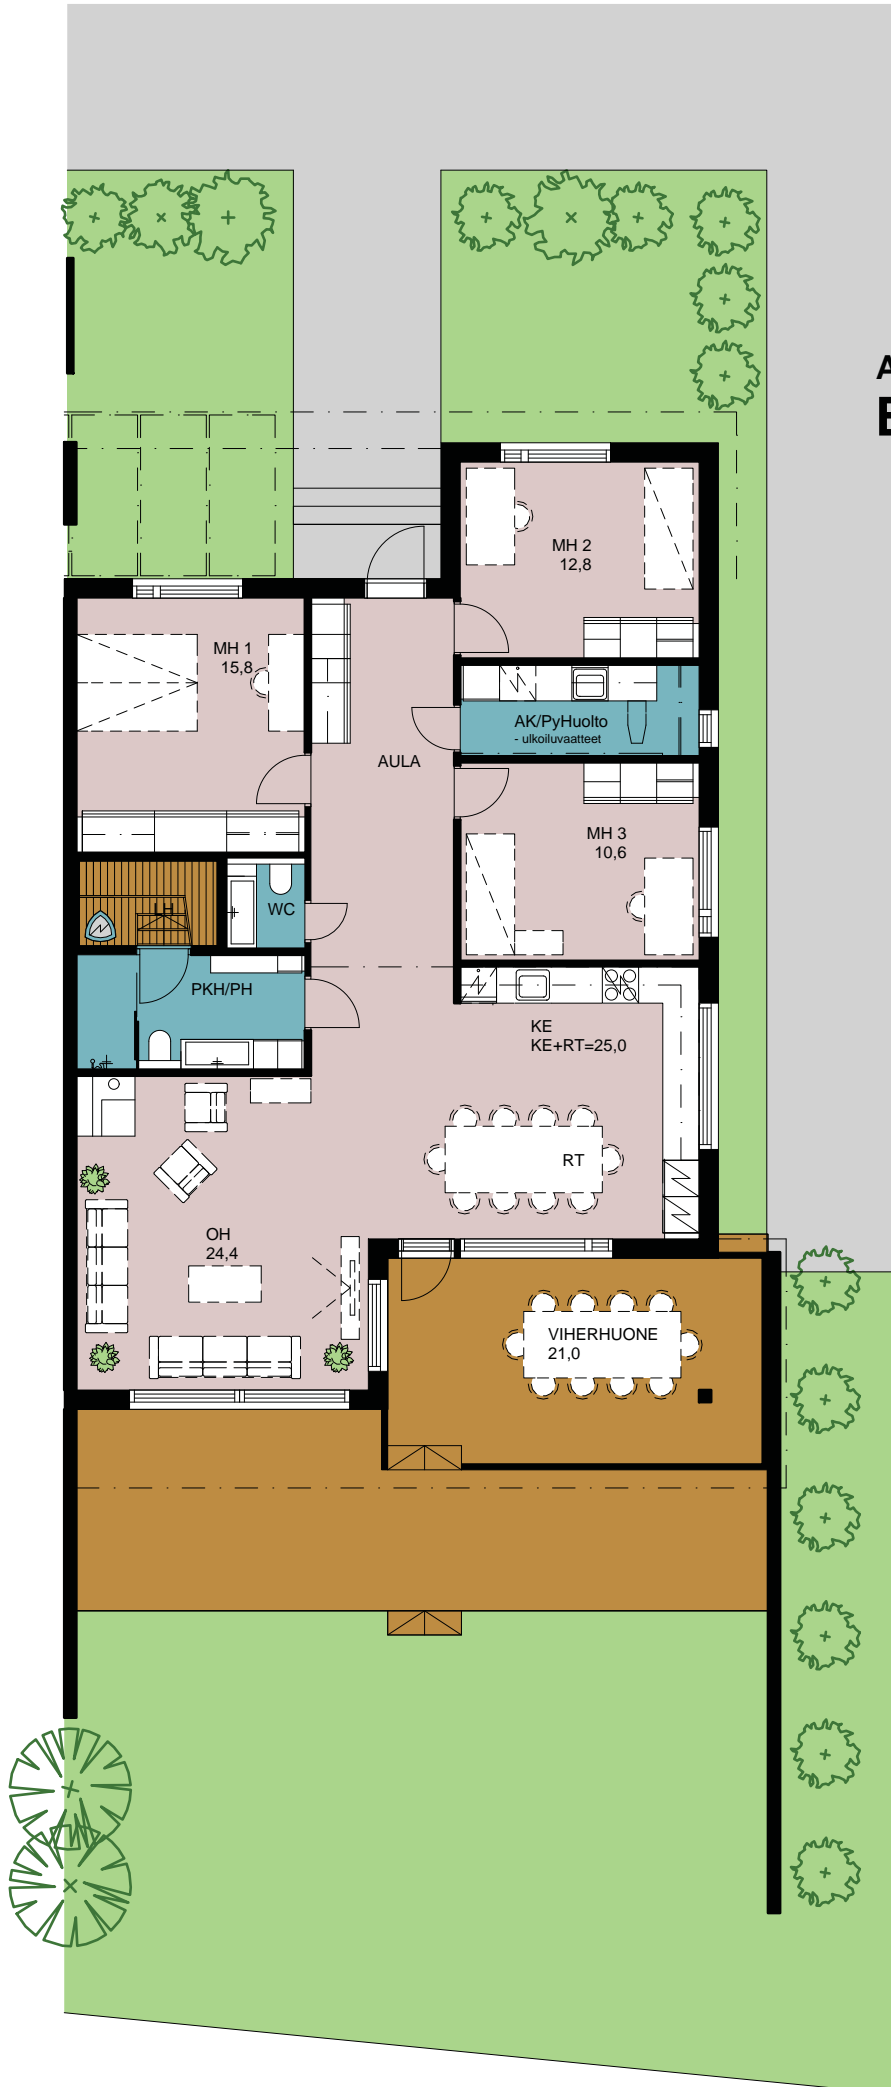 A
MH 2
12,8
MH 1
15,8
AK/PyHuolto
- ulkoiluvaatteet
AULA
MH 3
10,6
LH
WC
PKH/PH
KE
KE+RT=25,0
RT
OH
24,4
VIHERHUONE
21,0